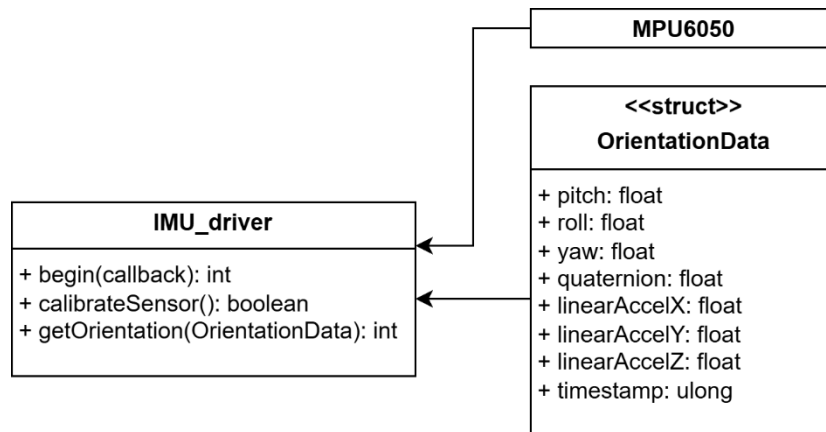 MPU6050
<<struct>>
OrientationData
+ pitch: float
+ roll: float
+ yaw: float
+ quaternion: float
+ linearAccelX: float
+ linearAccelY: float
+ linearAccelZ: float
+ timestamp: ulong
IMU_driver
+ begin(callback): int
+ calibrateSensor(): boolean
+ getOrientation(OrientationData): int